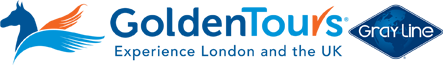 GoldenTours®
Experience London and the UK
GRAY LINE